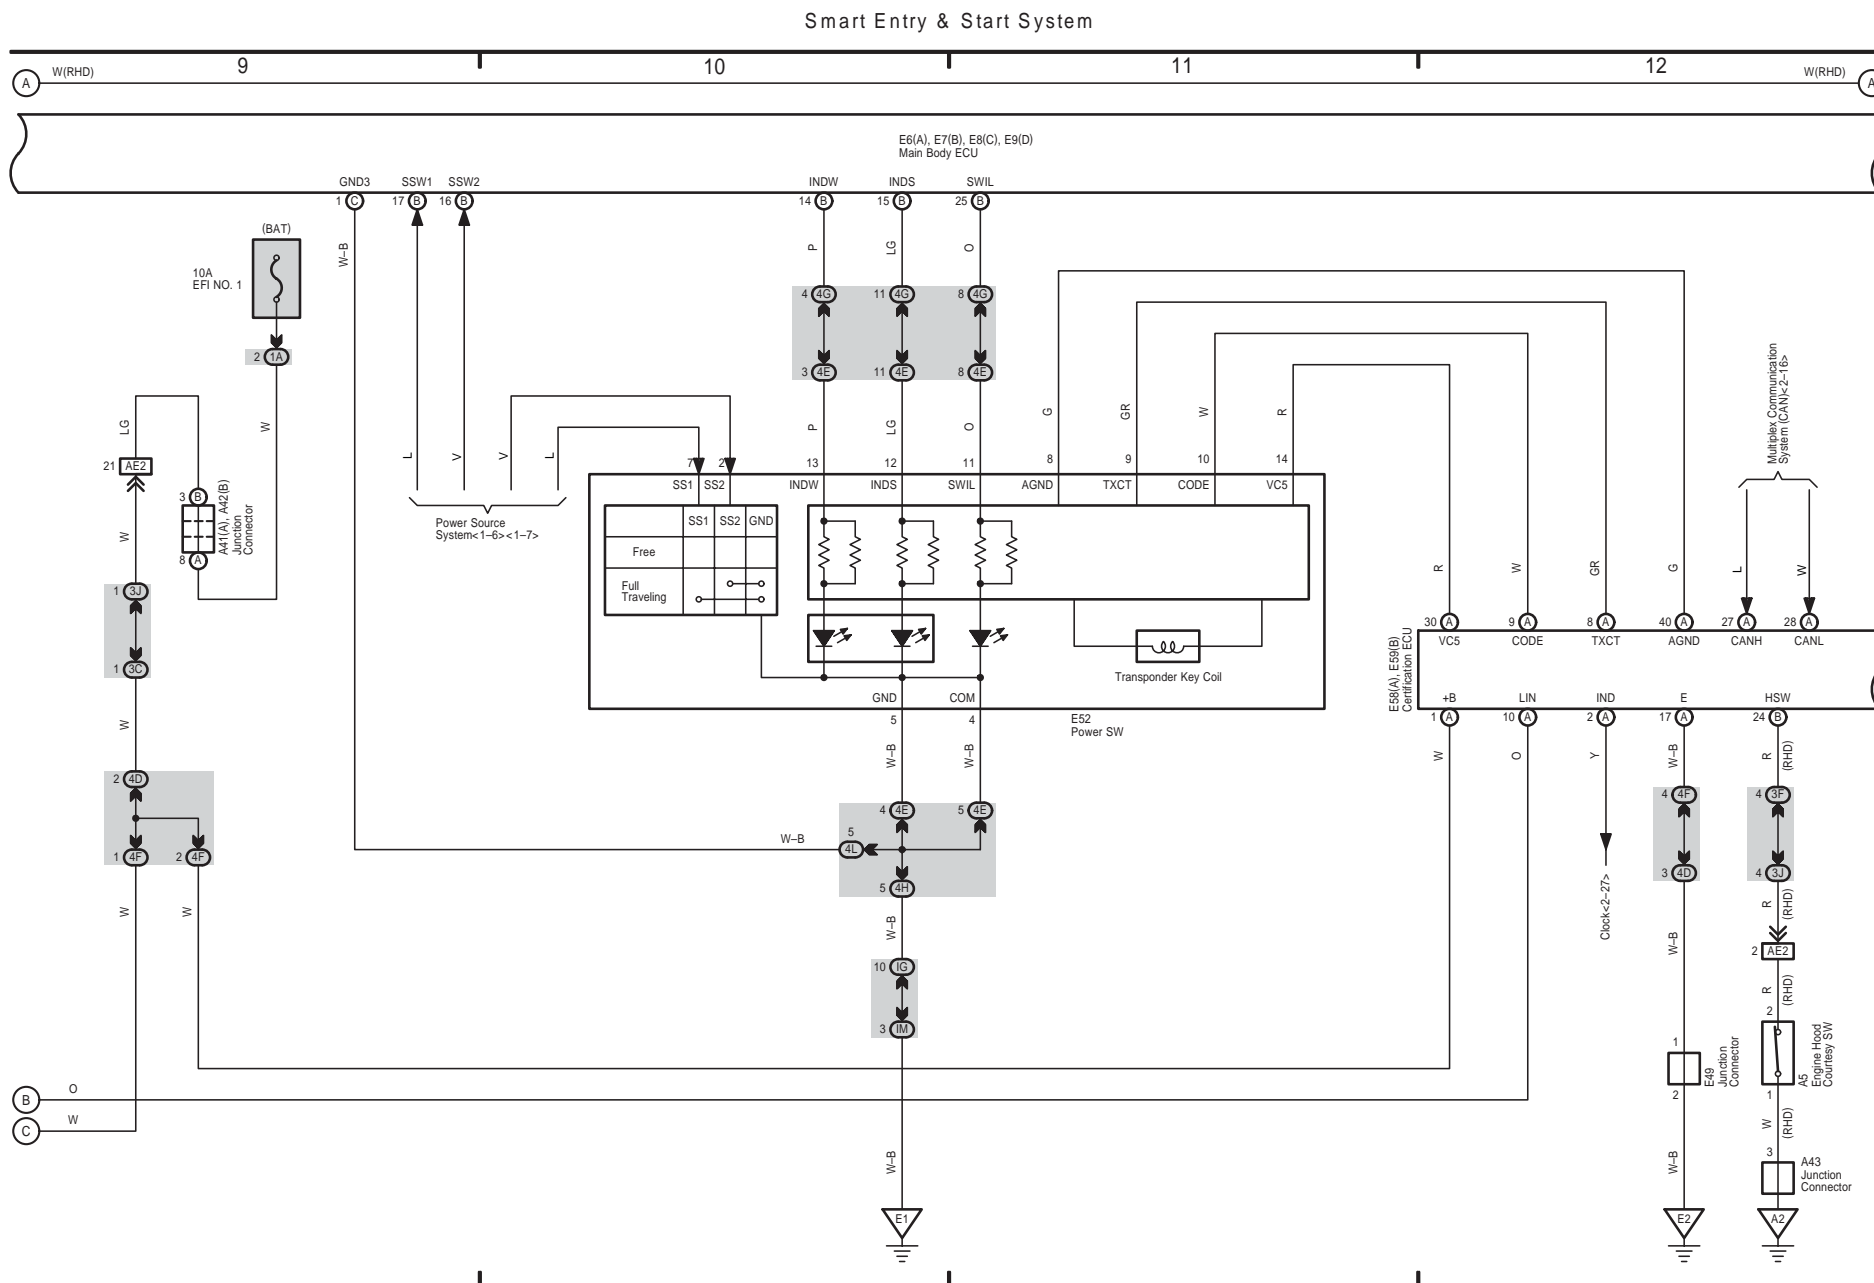 Smart Entry & Start System
9
10
11
12
A
W(RHD)
W(RHD)
A
E6(A), E7(B), E8(C), E9(D)
Main Body ECU
GND3
SSW1
SSW2
INDW
INDS
SWIL
1 C
17 B
16 B
14 B
15 B
25 B
(BAT)
10A
EFI NO. 1
W–B
P
LG
O
4 4G
11 4G
8 4G
2 1A
3 4E
11 4E
8 4E
Multiplex Communication
System (CAN)<2–16>
LG
W
L
V
V
L
P
LG
O
G
GR
W
R
21 AE2
7
2
13
12
11
8
9
10
14
SS1
SS2
INDW
INDS
SWIL
AGND
TXCT
CODE
VC5
3 B
A41(A), A42(B)
Junction
Connector
8 A
Power Source
System<1–6><1–7>
SS1
SS2
GND
Free
Full
Traveling
W
R
W
GR
G
L
W
1 3J
1 3C
30 A
9 A
8 A
40 A
27 A
28 A
VC5
CODE
TXCT
AGND
CANH
CANL
E58(A), E59(B)
Certification ECU
Transponder Key Coil
GND
COM
5
4
E52
Power SW
+B
LIN
IND
E
HSW
1 A
10 A
2 A
17 A
24 B
W
W–B
W–B
W
O
Y
W–B
R
(RHD)
2 4D
1 4F
2 4F
4 4E
5 4E
W–B
5
4L
5 4H
4 4F
4 3F
3 4D
4 3J
Clock<2–27>
W
W
W–B
W–B
R
(RHD)
10 IG
3 IM
2 AE2
R
(RHD)
2
A5
Engine Hood
Courtesy SW
1
1
E49
Junction
Connector
2
B
O
C
W
W
(RHD)
3
A43
Junction
Connector
W–B
W–B
E1
E2
A2